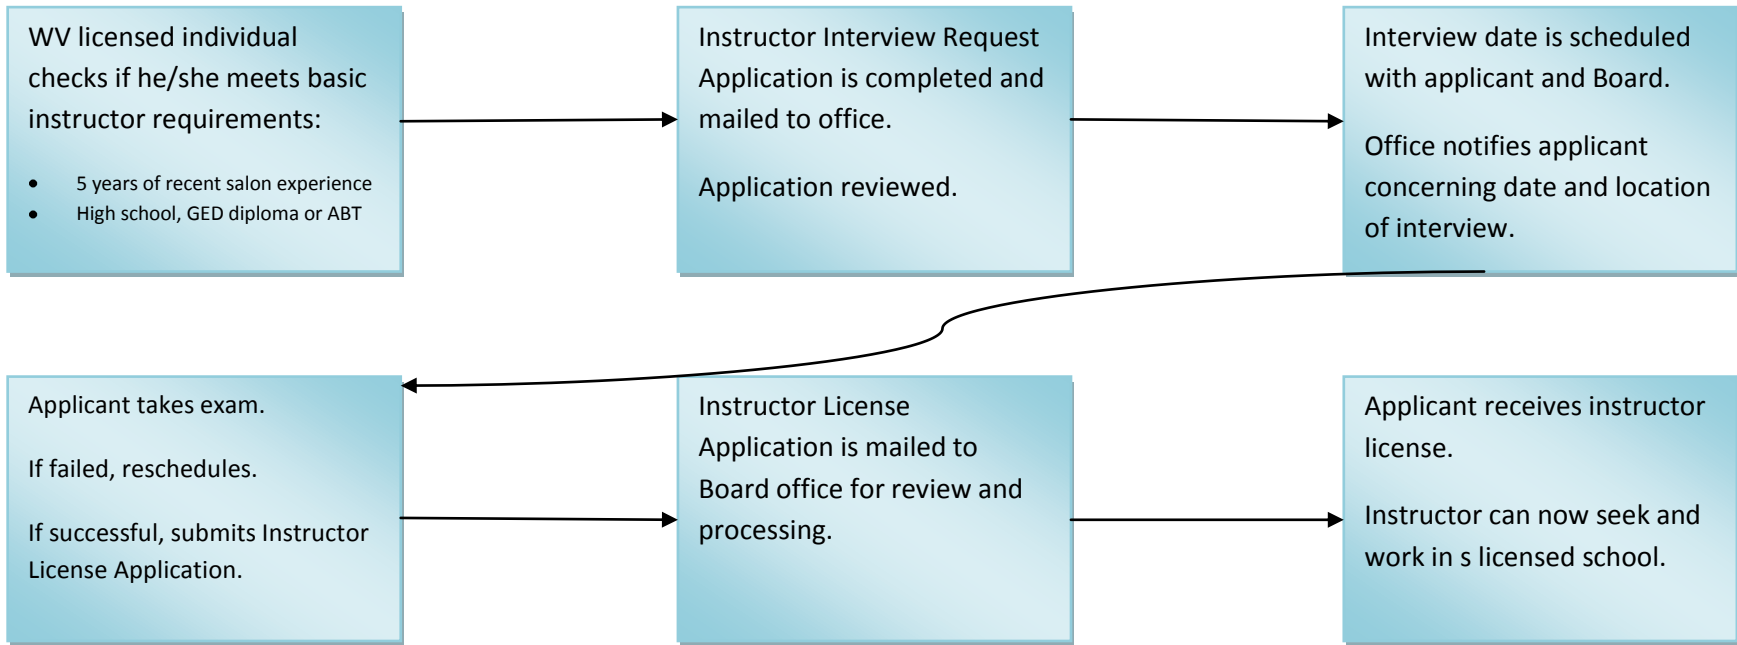 WV licensed individual
checks if he/she meets basic
instructor requirements:
• 5 years of recent salon experience
• High school, GED diploma or ABT
Instructor Interview Request
Application is completed and
mailed to office.
Application reviewed.
Interview date is scheduled
with applicant and Board.
Office notifies applicant
concerning date and location
of interview.
Applicant takes exam.
If failed, reschedules.
If successful, submits Instructor
License Application.
Instructor License
Application is mailed to
Board office for review and
processing.
Applicant receives instructor
license.
Instructor can now seek and
work in s licensed school.